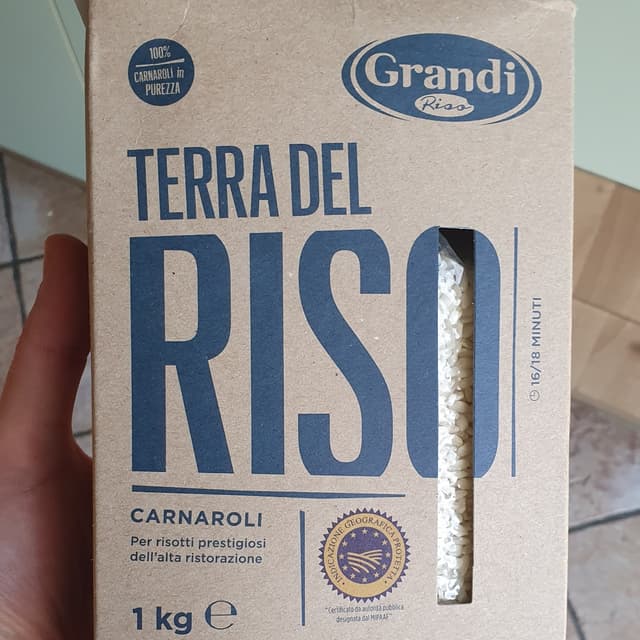 100%
CARNAROLI in
PUREZZA
Grandi
Riso
TERRA DEL
RISO
16/18 MINUTI
CARNAROLI
Per risotti prestigiosi
dell'alta ristorazione
INDICAZIONE GEOGRAFICA PROTETTA
"Certificato da autorità pubblica
designata dal MIPAAF"
1 kg e